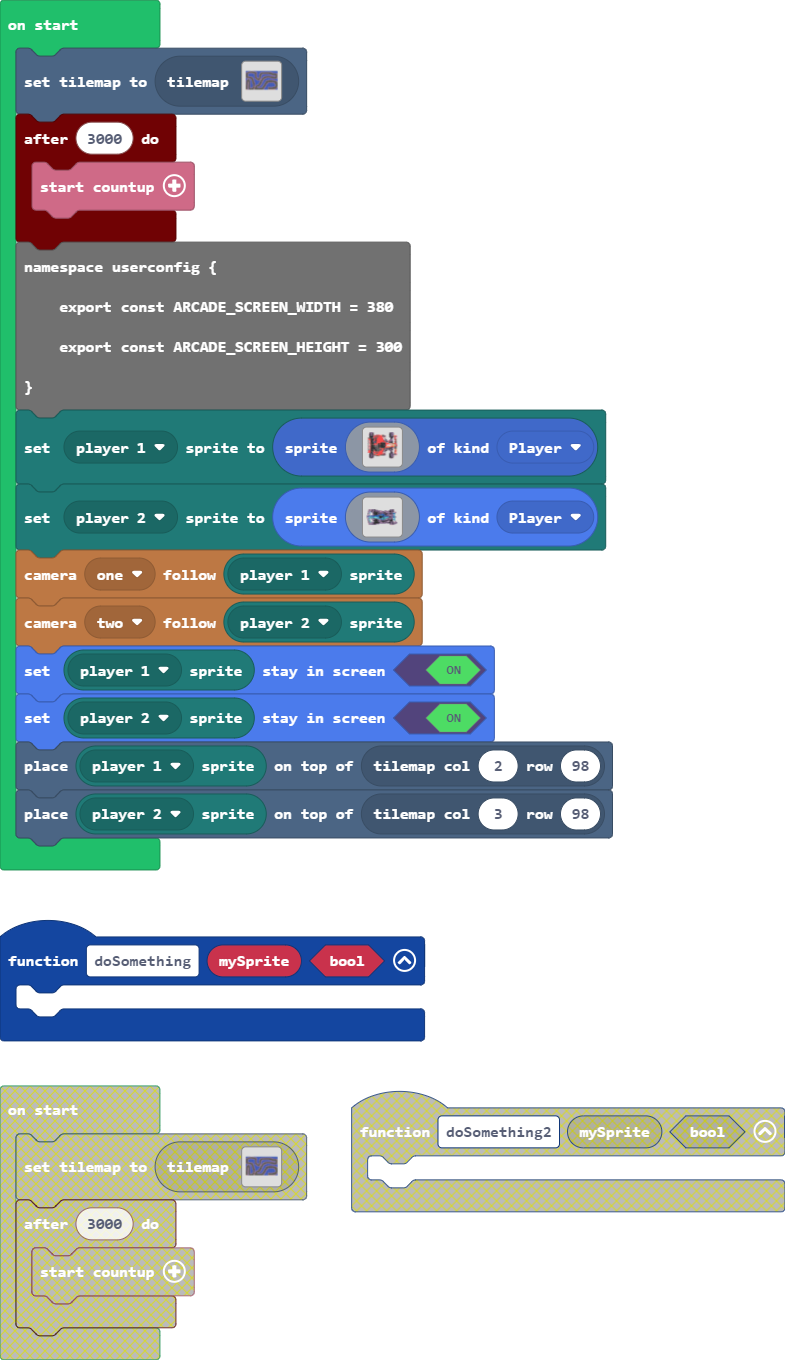 on start
set tilemap to tilemap
after 3000 do
start countup
namespace userconfig {
export const ARCADE_SCREEN_WIDTH = 380
export const ARCADE_SCREEN_HEIGHT = 300
}
set player 1 sprite to sprite of kind Player
set player 2 sprite to sprite of kind Player
camera one follow player 1 sprite
camera two follow player 2 sprite
set player 1 sprite stay in screen ON
set player 2 sprite stay in screen ON
place player 1 sprite on top of tilemap col 2 row 98
place player 2 sprite on top of tilemap col 3 row 98
function doSomething mySprite bool
on start
set tilemap to tilemap
after 3000 do
start countup
function doSomething2 mySprite bool